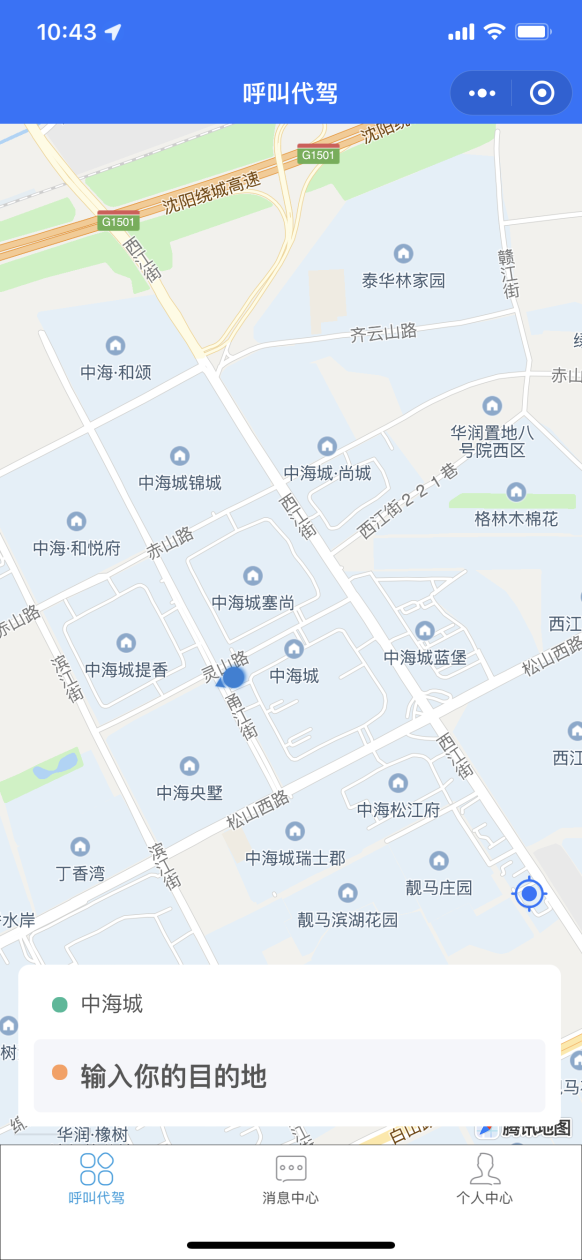 10:43
呼叫代驾
沈阳绕城
G1501
沈阳绕城高速
G1501
西江街
泰华林家园
赣江街
齐云山路
中海·和颂
赤山
华润置地八
号院西区
中海城·尚城
中海城锦城
西江街221巷
西江街
格林木棉花
中海·和悦府
赤山路
中海城塞尚
赤山路
西江
中海城提香
灵山路
中海城
中海城蓝堡
松山西路
滨江街
甬江街
西江街
西江
中海央墅
松山西路
中海松江府
滨江街
中海城瑞士郡
丁香湾
靓马庄园
靓马滨湖花园
水岸
中海城
树
输入你的目的地
马
华润·橡树
白山路
腾讯地图
呼叫代驾
消息中心
个人中心